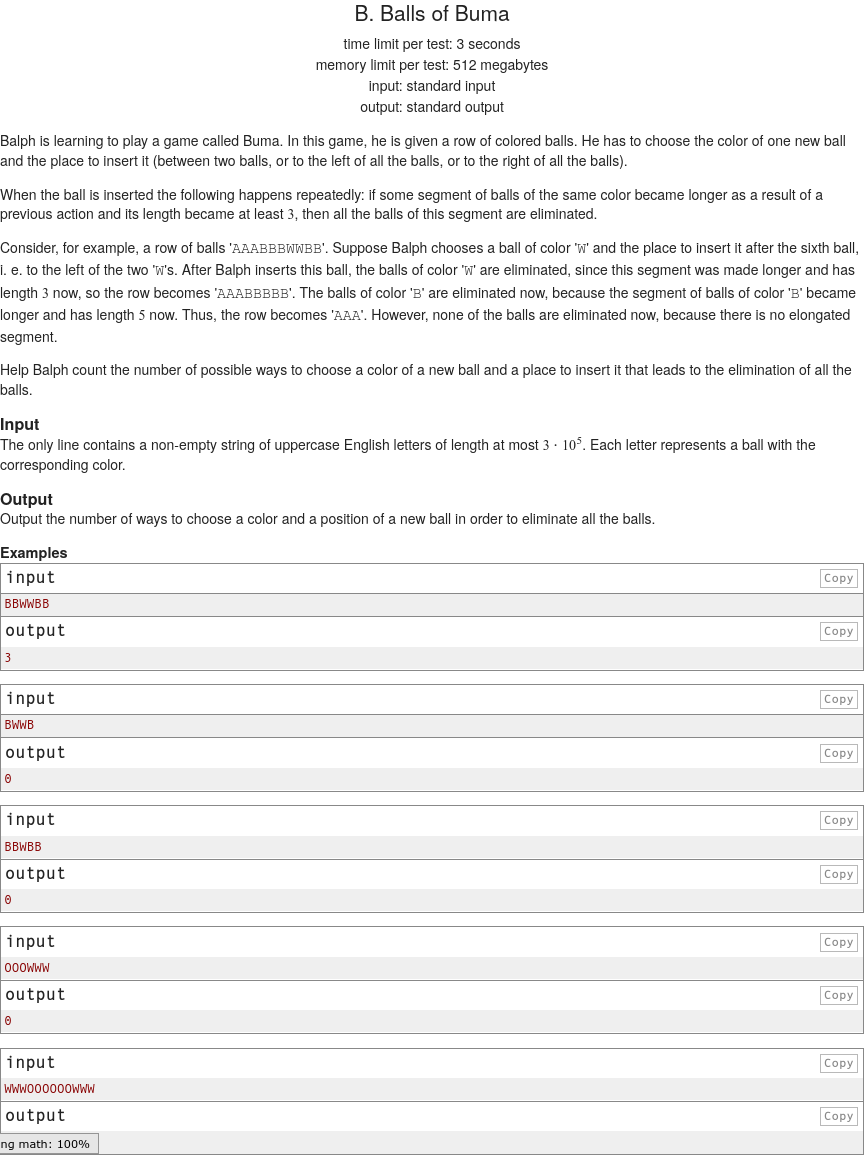 B. Balls of Buma
time limit per test: 3 seconds
memory limit per test: 512 megabytes
input: standard input
output: standard output
Balph is learning to play a game called Buma. In this game, he is given a row of colored balls. He has to choose the color of one new ball
and the place to insert it (between two balls, or to the left of all the balls, or to the right of all the balls).
When the ball is inserted the following happens repeatedly: if some segment of balls of the same color became longer as a result of a
previous action and its length became at least 3, then all the balls of this segment are eliminated.
Consider, for example, a row of balls 'AAABBBWWBB'. Suppose Balph chooses a ball of color 'W' and the place to insert it after the sixth ball,
i. e. to the left of the two 'W's. After Balph inserts this ball, the balls of color 'W' are eliminated, since this segment was made longer and has
length 3 now, so the row becomes 'AAABBBBB'. The balls of color 'B' are eliminated now, because the segment of balls of color 'B' became
longer and has length 5 now. Thus, the row becomes 'AAA'. However, none of the balls are eliminated now, because there is no elongated
segment.
Help Balph count the number of possible ways to choose a color of a new ball and a place to insert it that leads to the elimination of all the
balls.
Input
The only line contains a non-empty string of uppercase English letters of length at most 3 · 10^5. Each letter represents a ball with the
corresponding color.
Output
Output the number of ways to choose a color and a position of a new ball in order to eliminate all the balls.
Examples
input Copy
BBWWBB
output Copy
3
input Copy
BWWB
output Copy
0
input Copy
BBWBB
output Copy
0
input Copy
OOOWWW
output Copy
0
input Copy
WWWOOOOOOWWW
output Copy
ng math: 100%